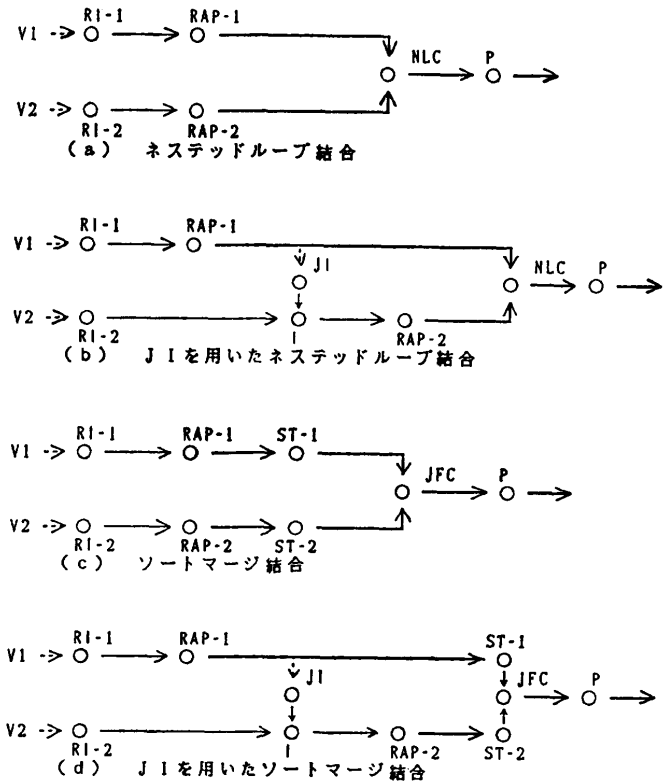 RI-1 RAP-1
V1
NLC P
V2
RI-2 RAP-2
(a) ネステッドループ結合
RI-1 RAP-1
V1
JI NLC P
V2
RI-2 I RAP-2
(b) JIを用いたネステッドループ結合
RI-1 RAP-1 ST-1
V1
JFC P
V2
RI-2 RAP-2 ST-2
(c) ソートマージ結合
RI-1 RAP-1 ST-1
V1
JI JFC P
V2
RI-2 I RAP-2 ST-2
(d) JIを用いたソートマージ結合